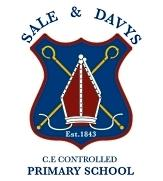 SALE & DAVYS
Est.1843
C.E CONTROLLED
PRIMARY SCHOOL